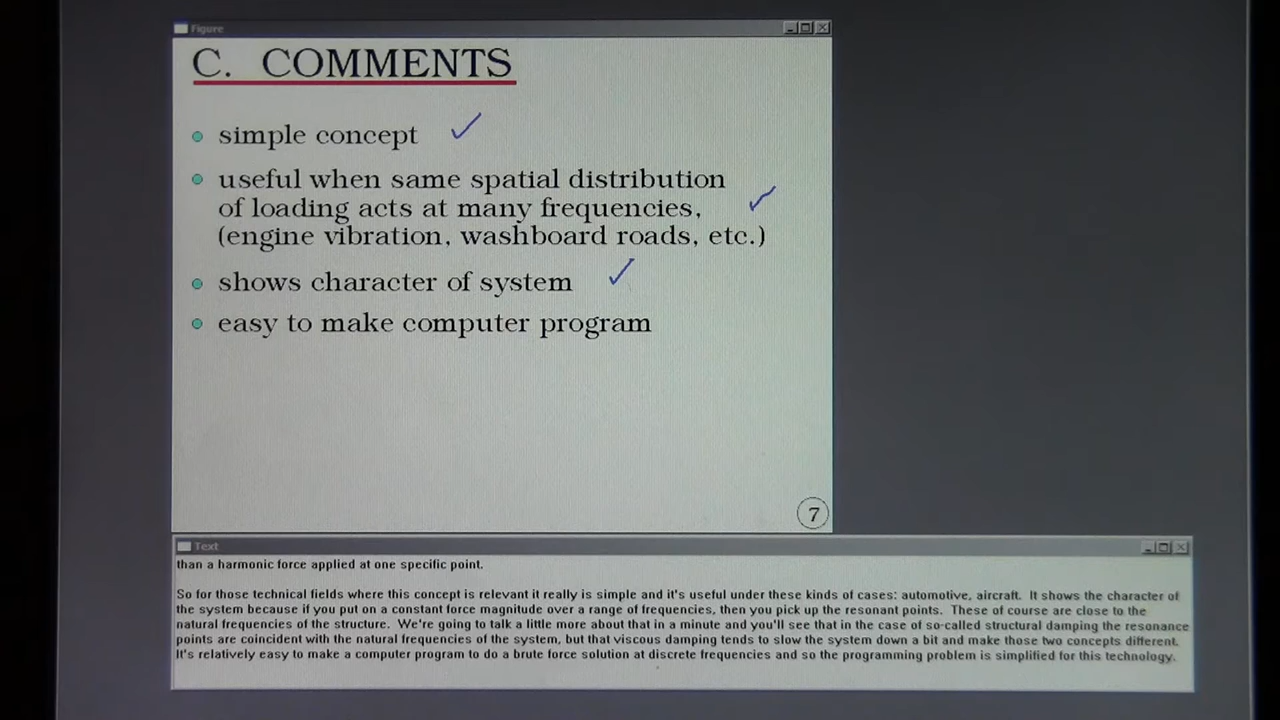 Figure
C. COMMENTS
simple concept
useful when same spatial distribution
of loading acts at many frequencies,
(engine vibration, washboard roads, etc.)
shows character of system
easy to make computer program
7
Text
than a harmonic force applied at one specific point.
So for those technical fields where this concept is relevant it really is simple and it's useful under these kinds of cases: automotive, aircraft.  It shows the character of
the system because if you put on a constant force magnitude over a range of frequencies, then you pick up the resonant points.  These of course are close to the
natural frequencies of the structure.  We're going to talk a little more about that in a minute and you'll see that in the case of so-called structural damping the resonance
points are coincident with the natural frequencies of the system, but that viscous damping tends to slow the system down a bit and make those two concepts different.
It's relatively easy to make a computer program to do a brute force solution at discrete frequencies and so the programming problem is simplified for this technology.